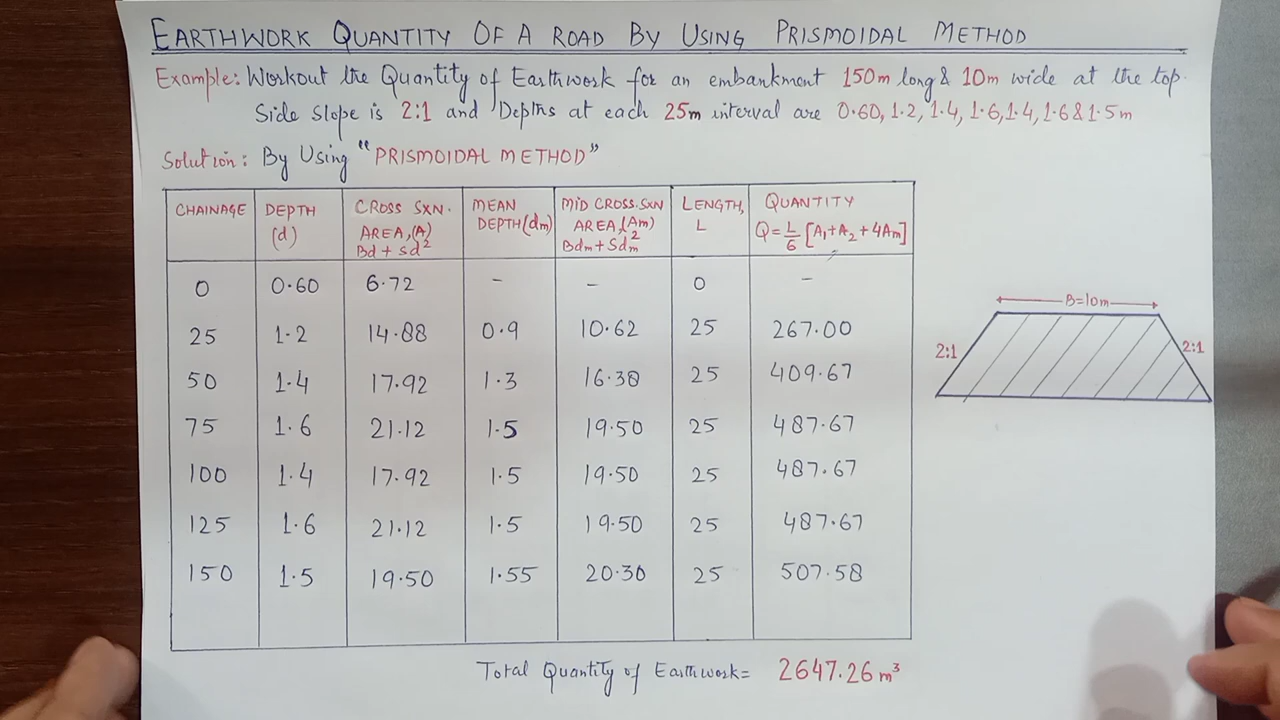 EARTHWORK QUANTITY OF A ROAD BY USING PRISMOIDAL METHOD
Example: Workout the Quantity of Earthwork for an embankment 150m long & 10m wide at the top.
Side slope is 2:1 and Depths at each 25m interval are 0.60, 1.2, 1.4, 1.6, 1.4, 1.6 & 1.5m
Solution: By Using "PRISMOIDAL METHOD"
CHAINAGE DEPTH (d) CROSS SXN. AREA, (A) Bd + sd² MEAN DEPTH (dm) MID CROSS.SXN AREA, (Am) Bdm + Sdm² LENGTH, L QUANTITY Q = L/6 [A₁+A₂+4Am]
0 0.60 6.72 - - 0 -
25 1.2 14.88 0.9 10.62 25 267.00
50 1.4 17.92 1.3 16.38 25 409.67
75 1.6 21.12 1.5 19.50 25 487.67
100 1.4 17.92 1.5 19.50 25 487.67
125 1.6 21.12 1.5 19.50 25 487.67
150 1.5 19.50 1.55 20.30 25 507.58
Total Quantity of Earthwork = 2647.26 m³
B=10m
2:1 2:1